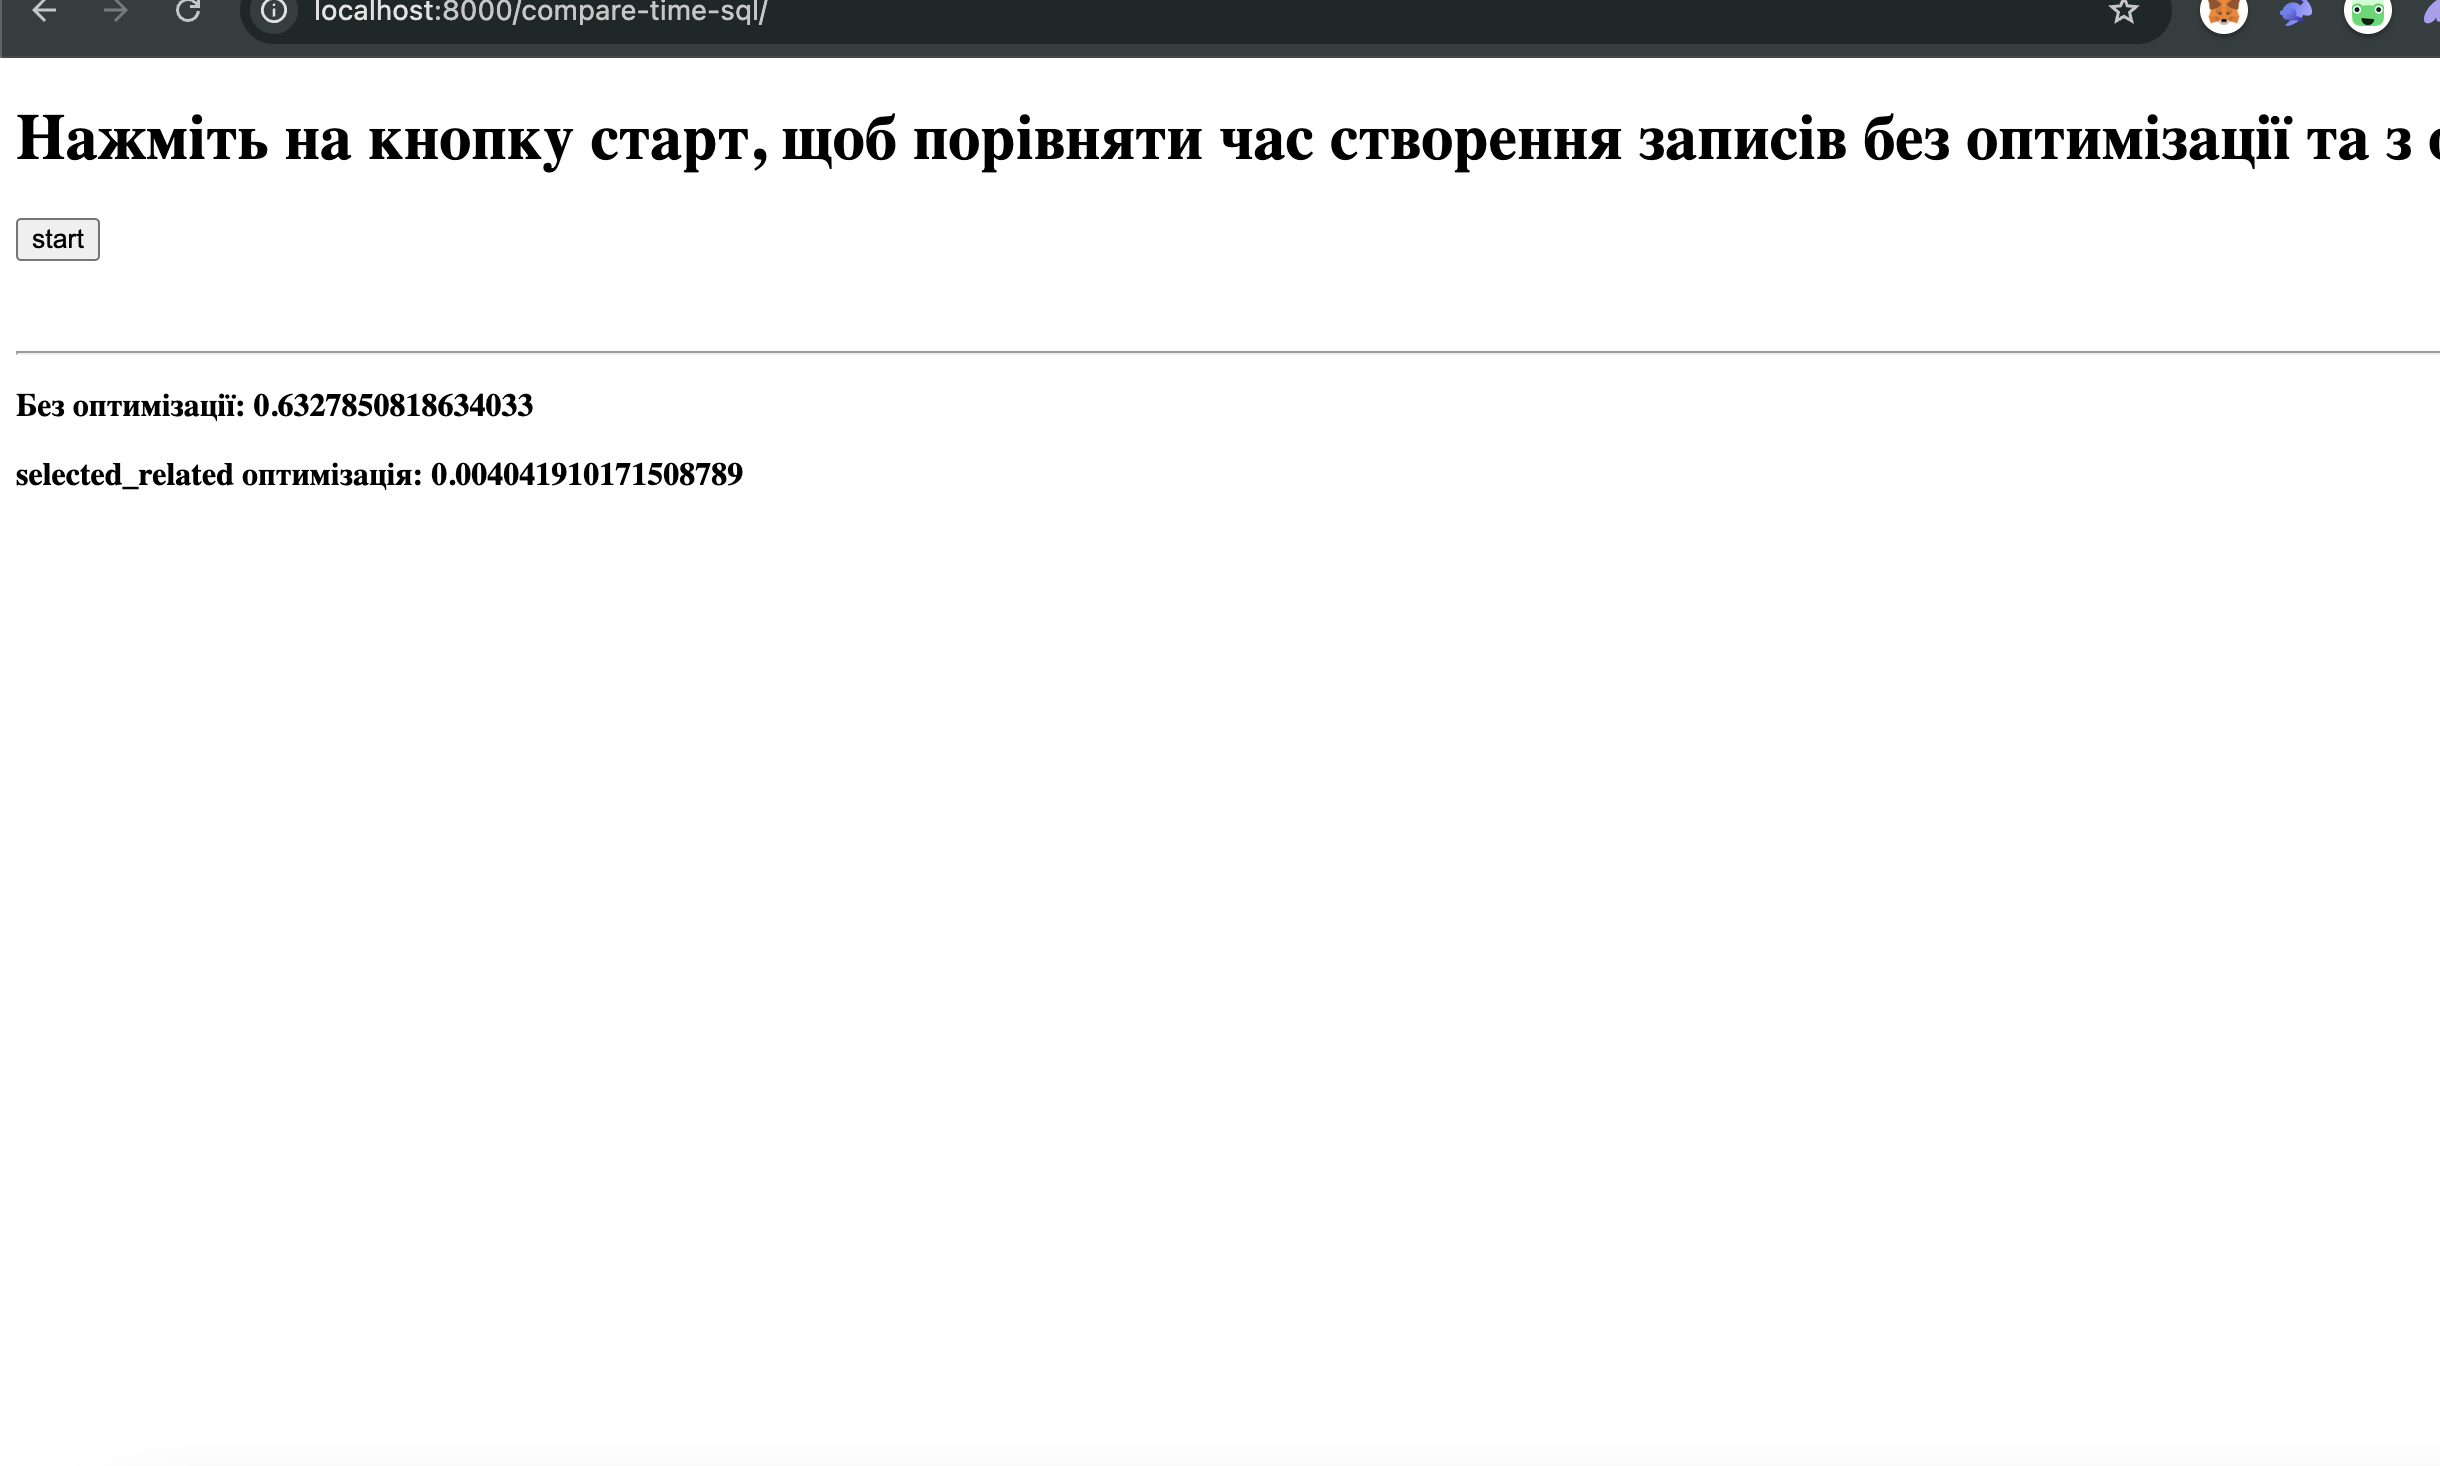 localhost:8000/compare-time-sql/
Нажміть на кнопку старт, щоб порівняти час створення записів без оптимізації та з
start
Без оптимізації: 0.6327850818634033
selected_related оптимізація: 0.004041910171508789